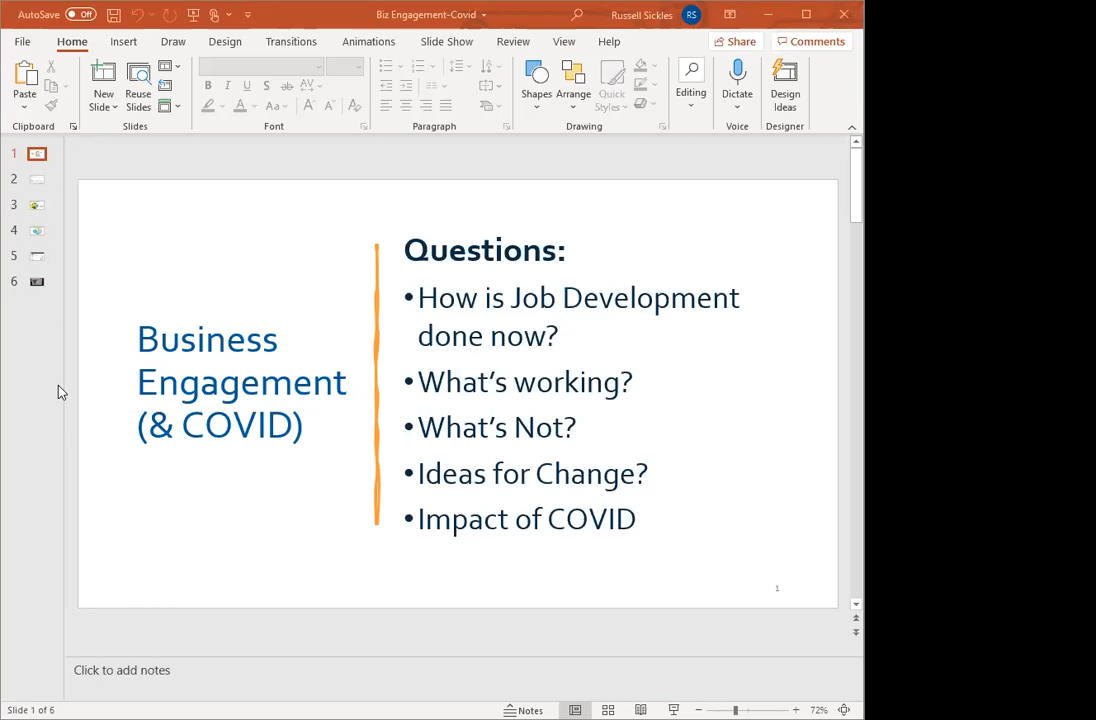 AutoSave Off Biz Engagement-Covid Russell Sickles RS
File Home Insert Draw Design Transitions Animations Slide Show Review View Help Share Comments
Paste New Slide Reuse Slides B I U S ab AV Aa A A A Shapes Arrange Quick Styles Editing Dictate Design Ideas
Clipboard Slides Font Paragraph Drawing Voice Designer
1
2
3
4
5
6
Business
Engagement
(& COVID)
Questions:
•How is Job Development
done now?
•What's working?
•What's Not?
•Ideas for Change?
•Impact of COVID
1
Click to add notes
Slide 1 of 6 Notes 72%